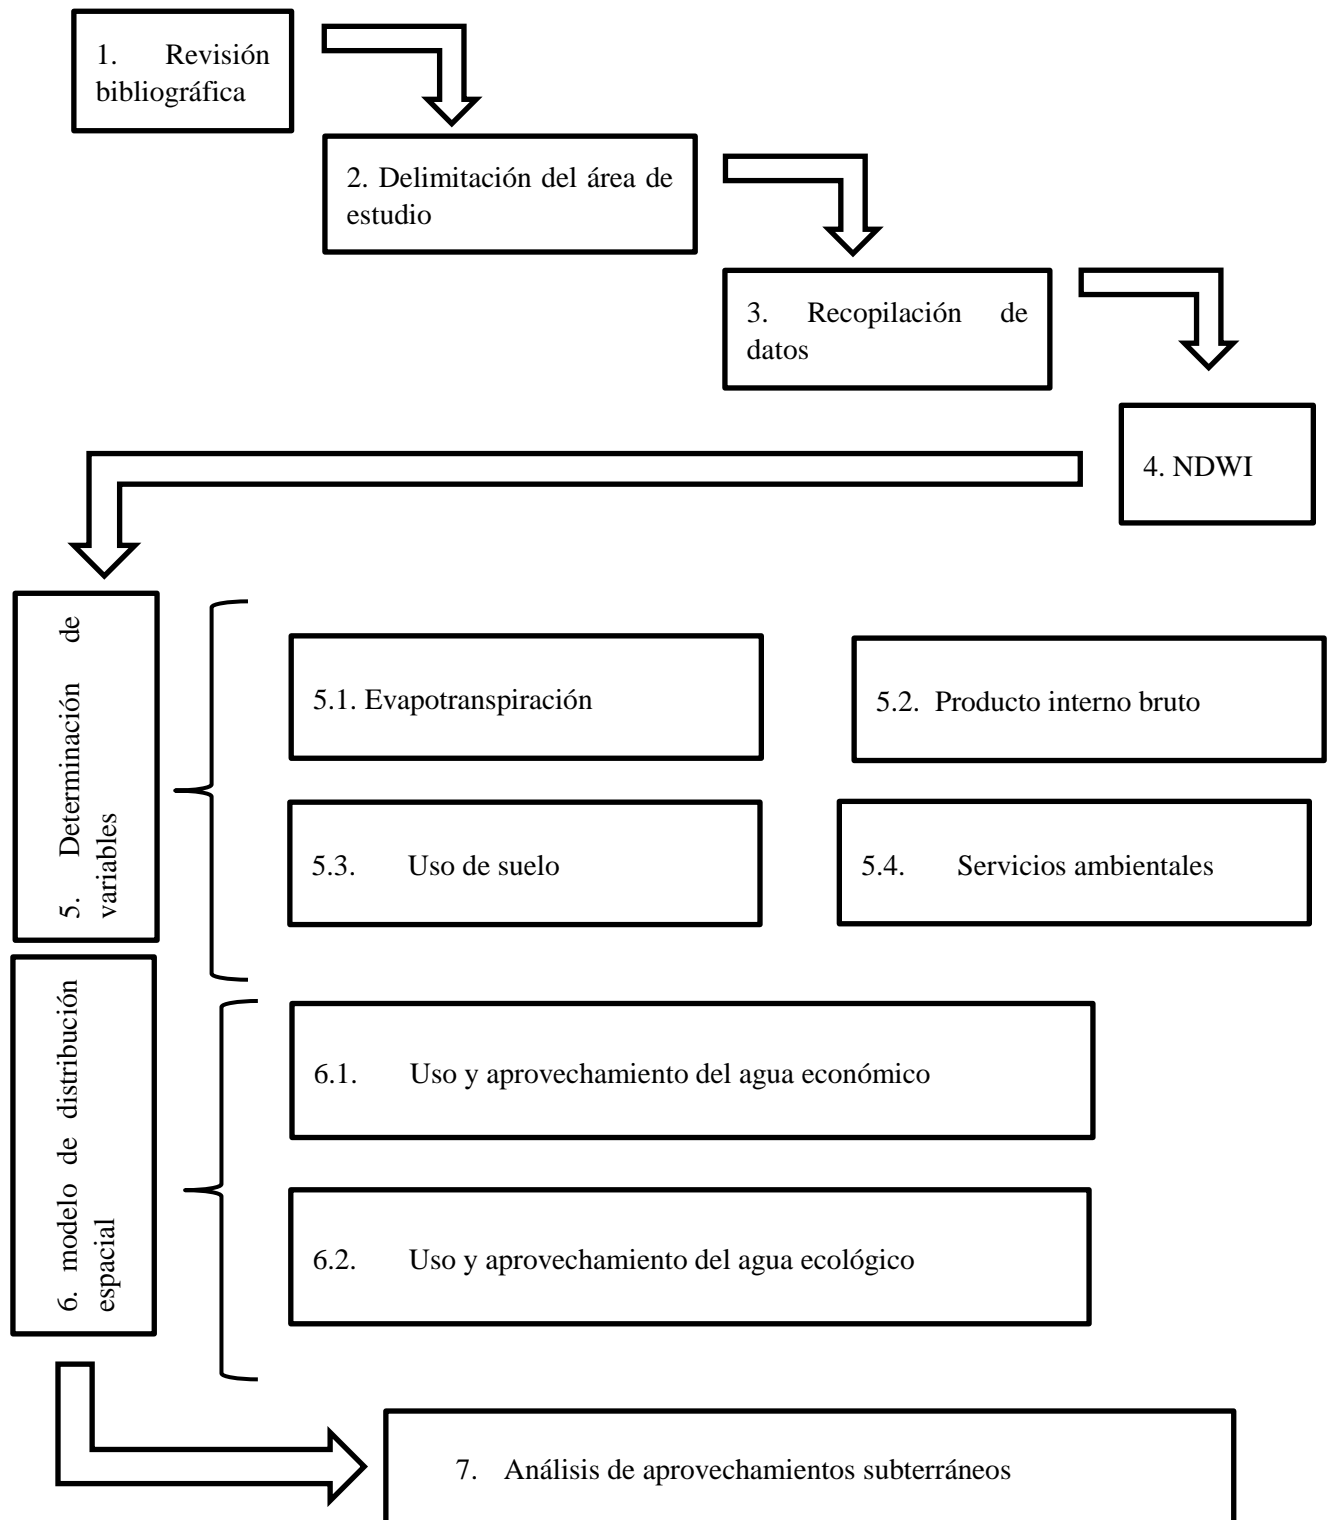 1. Revisión
bibliográfica
2. Delimitación del área de
estudio
3. Recopilación de
datos
4. NDWI
5. Determinación de
variables
5.1. Evapotranspiración
5.2. Producto interno bruto
5.3. Uso de suelo
5.4. Servicios ambientales
6. modelo de distribución
espacial
6.1. Uso y aprovechamiento del agua económico
6.2. Uso y aprovechamiento del agua ecológico
7. Análisis de aprovechamientos subterráneos